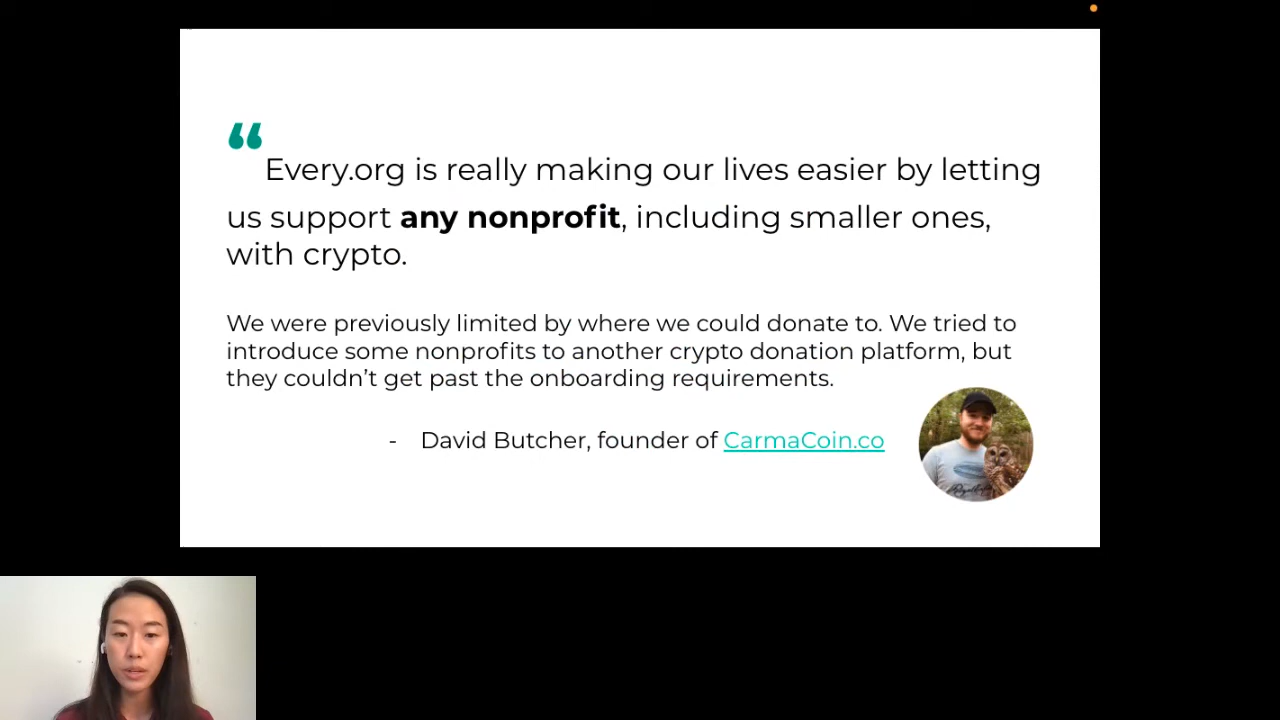 “Every.org is really making our lives easier by letting
us support any nonprofit, including smaller ones,
with crypto.
We were previously limited by where we could donate to. We tried to
introduce some nonprofits to another crypto donation platform, but
they couldn’t get past the onboarding requirements.
- David Butcher, founder of CarmaCoin.co